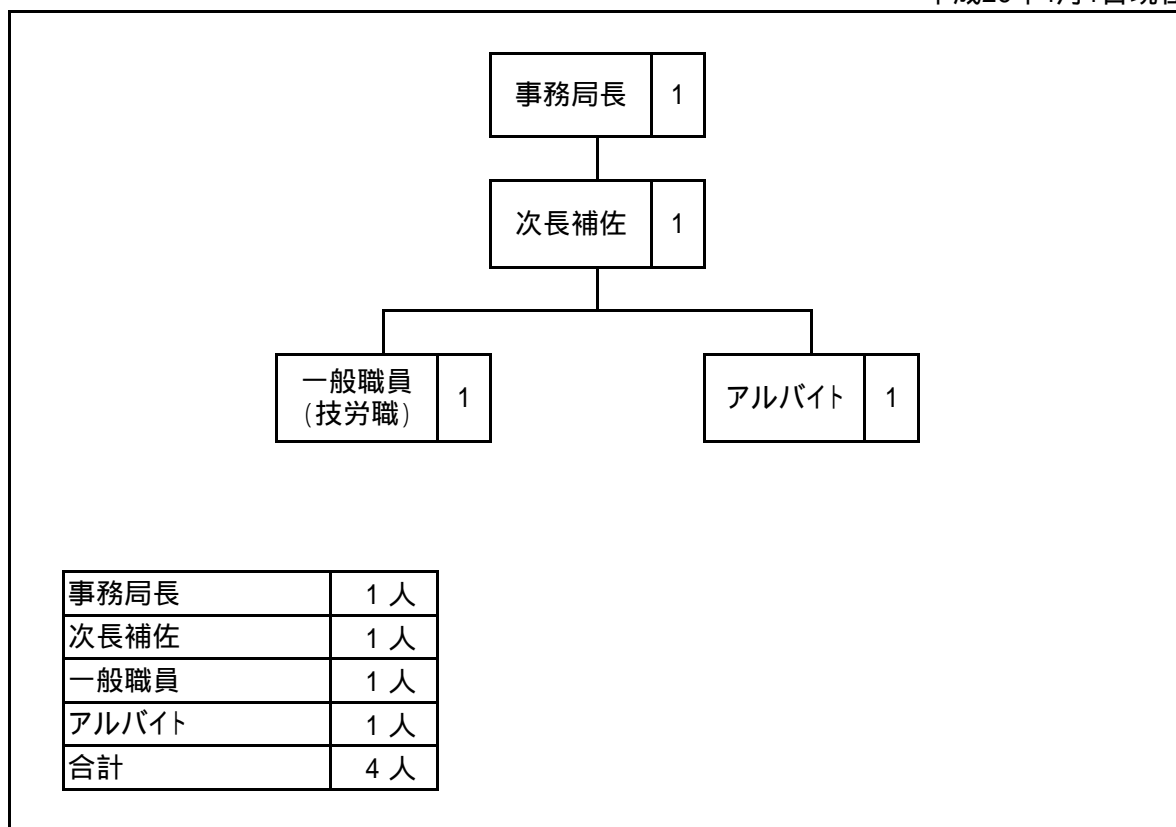 事務局長 1
次長補佐 1
一般職員
(技労職) 1
アルバイト 1
事務局長 1 人
次長補佐 1 人
一般職員 1 人
アルバイト 1 人
合計 4 人